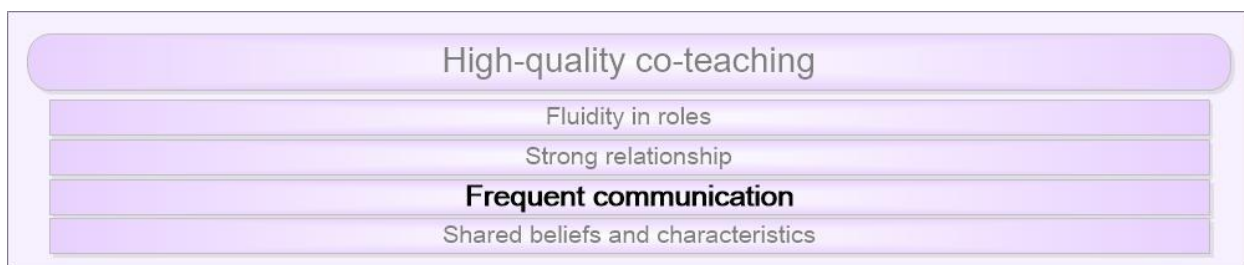 High-quality co-teaching
Fluidity in roles
Strong relationship
Frequent communication
Shared beliefs and characteristics